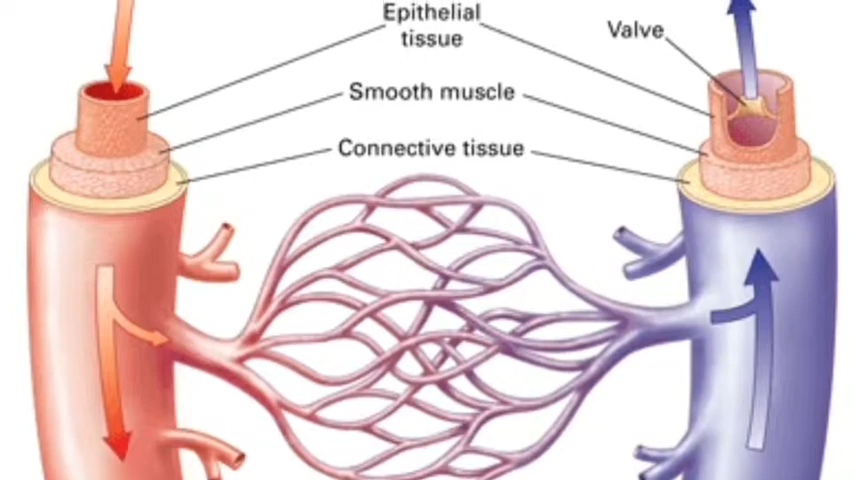 Epithelial
tissue
Valve
Smooth muscle
Connective tissue